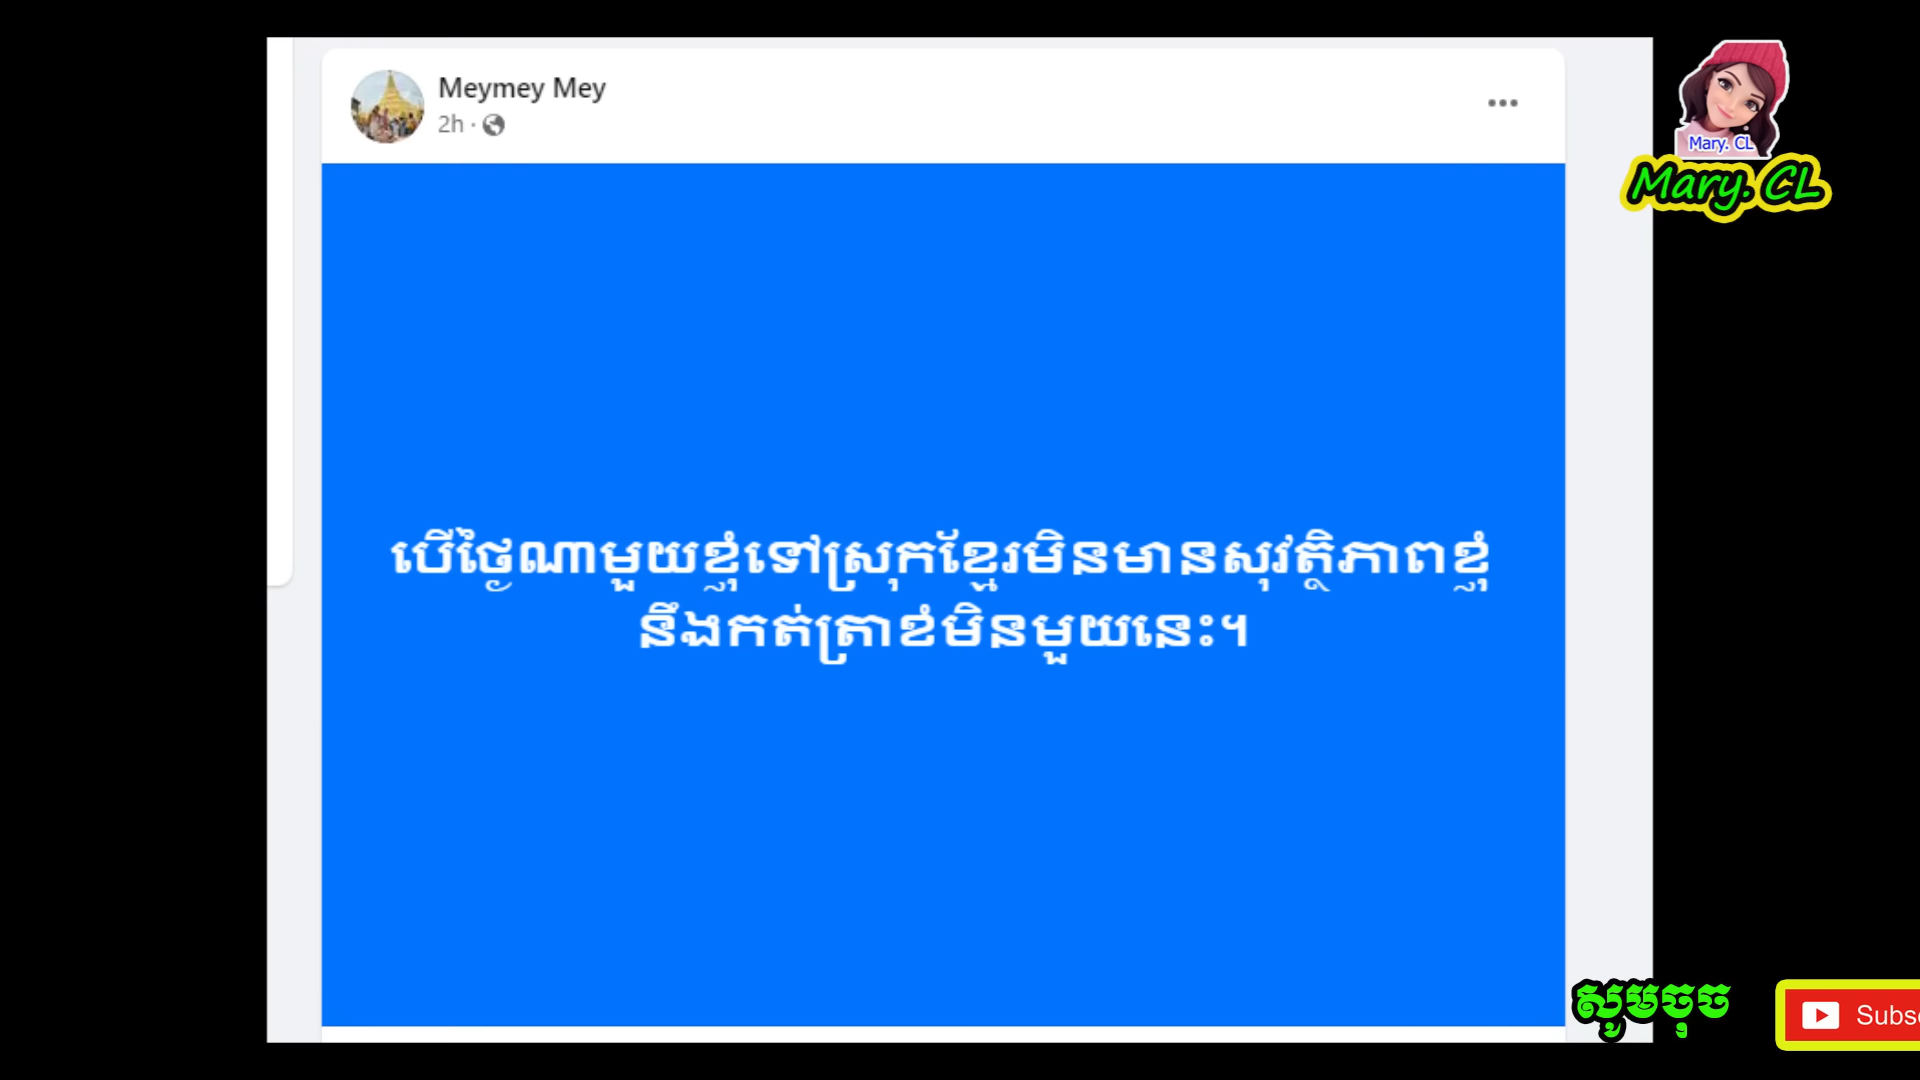 Meymey Mey
2h ·
Mary. CL
Mary. CL
បើថ្ងៃណាមួយខ្ញុំទៅស្រុកខ្មែរមិនមានសុវត្ថិភាពខ្ញុំ
នឹងកត់ត្រាខំមិនមួយនេះ។
សូមចុច
Subsc